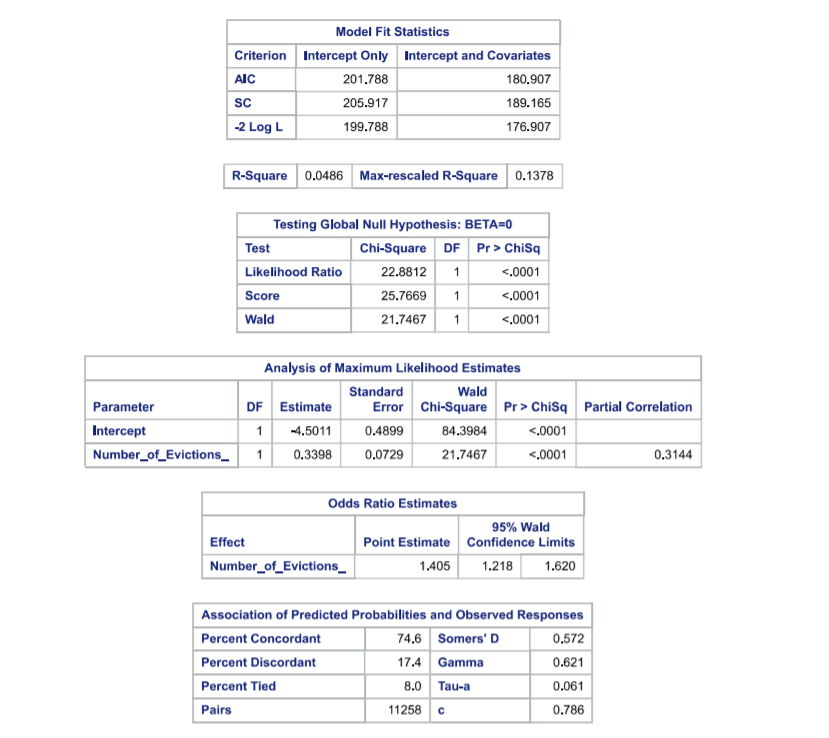 Model Fit Statistics
Criterion Intercept Only Intercept and Covariates
AIC 201.788 180.907
SC 205.917 189.165
-2 Log L 199.788 176.907
R-Square 0.0486 Max-rescaled R-Square 0.1378
Testing Global Null Hypothesis: BETA=0
Test Chi-Square DF Pr > ChiSq
Likelihood Ratio 22.8812 1 <.0001
Score 25.7669 1 <.0001
Wald 21.7467 1 <.0001
Analysis of Maximum Likelihood Estimates
Standard Wald
Parameter DF Estimate Error Chi-Square Pr > ChiSq Partial Correlation
Intercept 1 -4.5011 0.4899 84.3984 <.0001
Number_of_Evictions_ 1 0.3398 0.0729 21.7467 <.0001 0.3144
Odds Ratio Estimates
95% Wald
Effect Point Estimate Confidence Limits
Number_of_Evictions_ 1.405 1.218 1.620
Association of Predicted Probabilities and Observed Responses
Percent Concordant 74.6 Somers' D 0.572
Percent Discordant 17.4 Gamma 0.621
Percent Tied 8.0 Tau-a 0.061
Pairs 11258 c 0.786